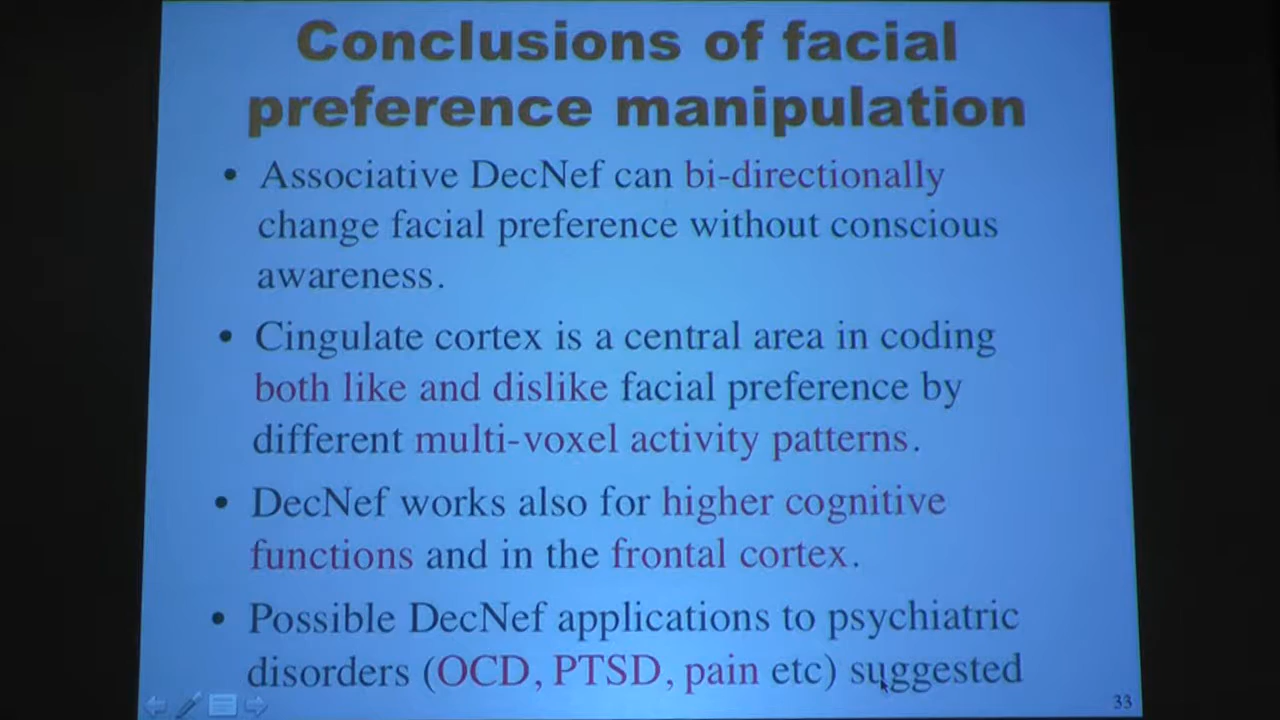 Conclusions of facial
preference manipulation
• Associative DecNef can bi-directionally
change facial preference without conscious
awareness.
• Cingulate cortex is a central area in coding
both like and dislike facial preference by
different multi-voxel activity patterns.
• DecNef works also for higher cognitive
functions and in the frontal cortex.
• Possible DecNef applications to psychiatric
disorders (OCD, PTSD, pain etc) suggested
33